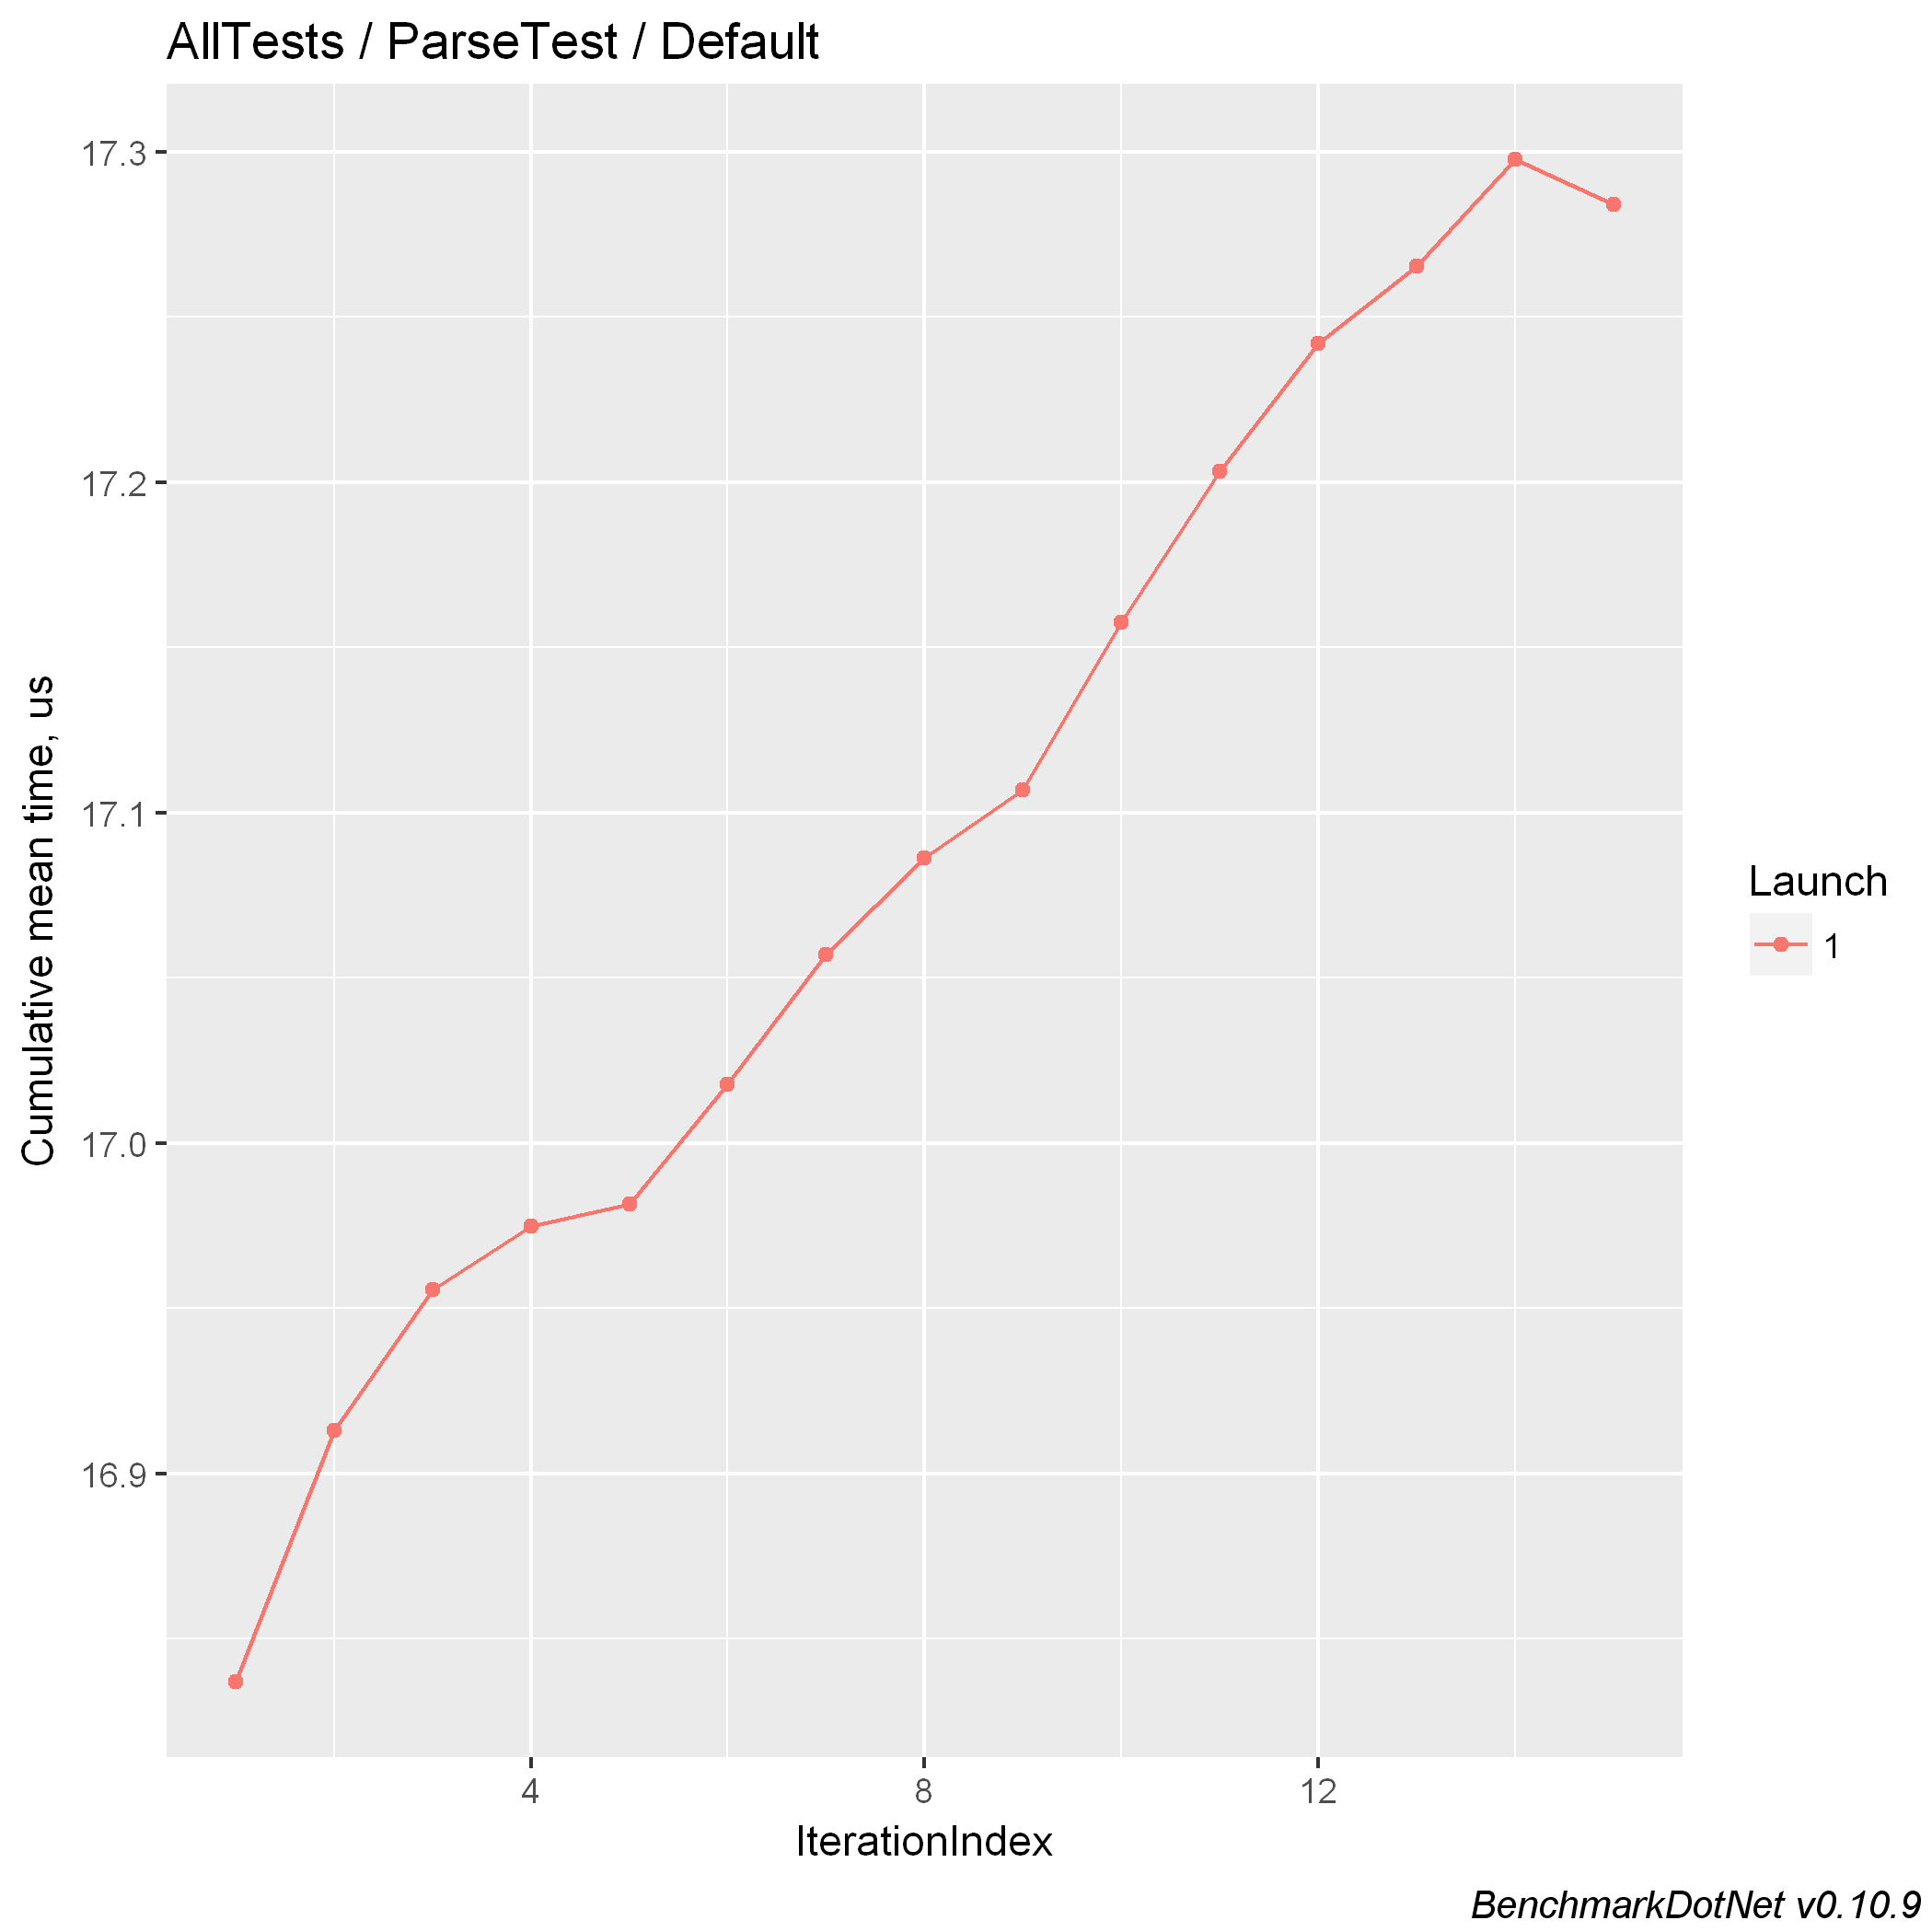 AllTests / ParseTest / Default
Cumulative mean time, us
17.3
17.2
17.1
17.0
16.9
4
8
12
IterationIndex
Launch
1
BenchmarkDotNet v0.10.9